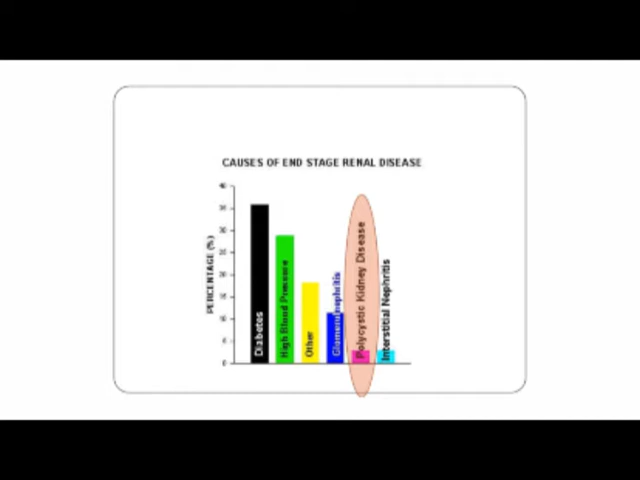 CAUSES OF END STAGE RENAL DISEASE
PERCENTAGE (%)
40
35
30
25
20
15
10
5
0
Diabetes
High Blood Pressure
Other
Glomerulnephritis
Polycystic Kidney Disease
Interstitial Nephritis